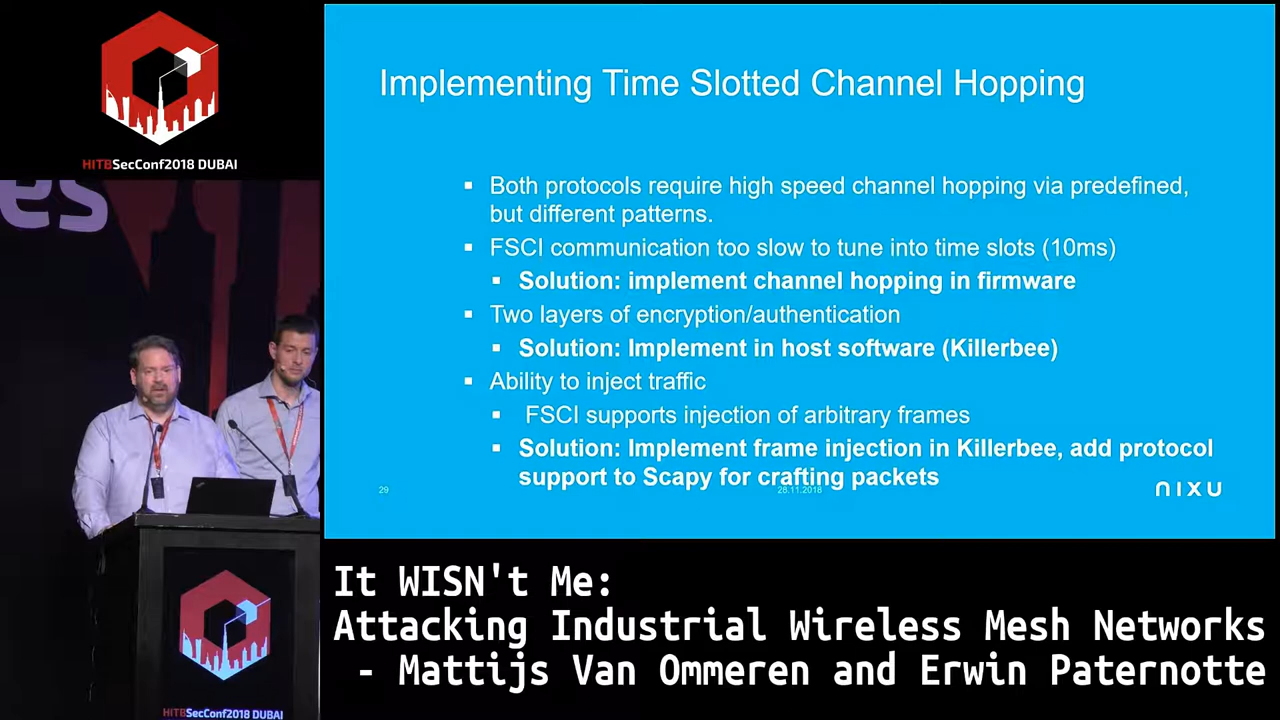 HITBSecConf2018 DUBAI
es
Implementing Time Slotted Channel Hopping
▪ Both protocols require high speed channel hopping via predefined,
but different patterns.
▪ FSCI communication too slow to tune into time slots (10ms)
▪ Solution: implement channel hopping in firmware
▪ Two layers of encryption/authentication
▪ Solution: Implement in host software (Killerbee)
▪ Ability to inject traffic
▪ FSCI supports injection of arbitrary frames
▪ Solution: Implement frame injection in Killerbee, add protocol
support to Scapy for crafting packets
29
28.11.2018
NIXU
HITBSecConf2018 DUBAI
It WISN't Me:
Attacking Industrial Wireless Mesh Networks
- Mattijs Van Ommeren and Erwin Paternotte